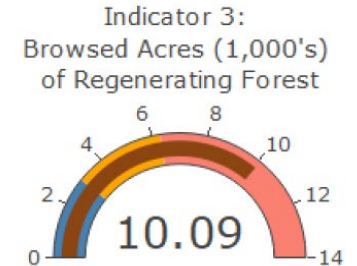 Indicator 3:
Browsed Acres (1,000's)
of Regenerating Forest
6 8
4 10
2 12
10.09
0 14